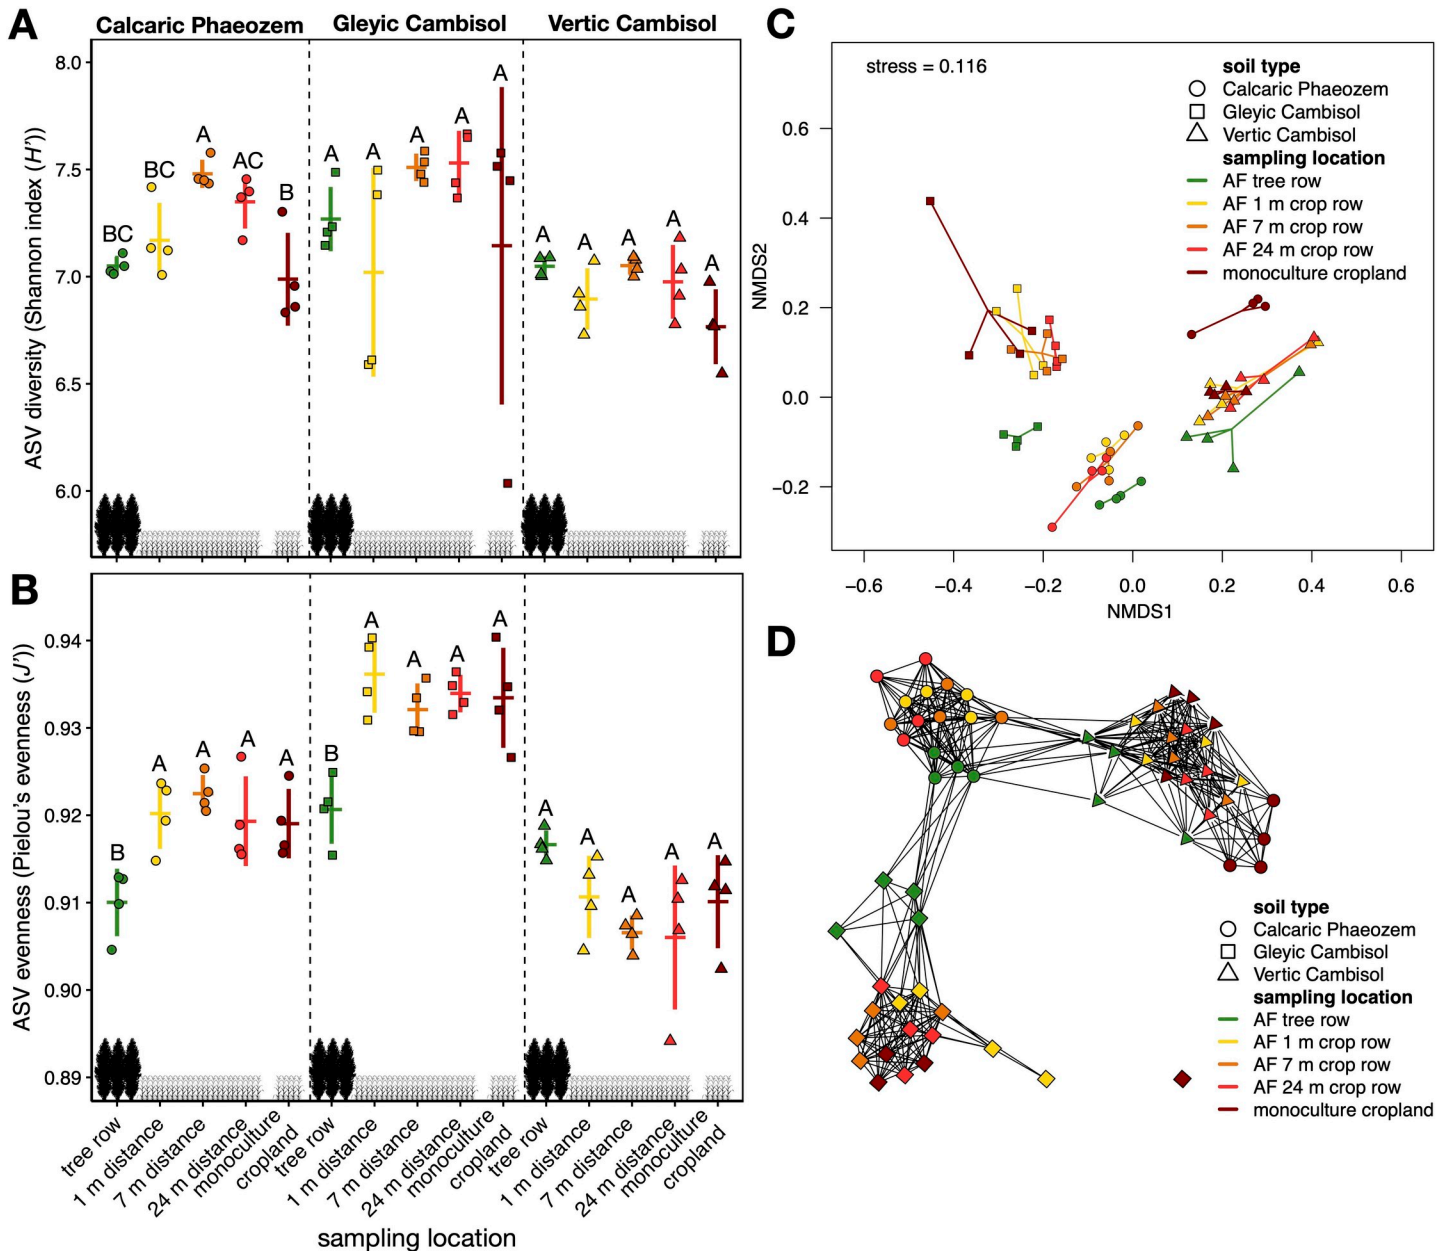 A
Calcaric Phaeozem
Gleyic Cambisol
Vertic Cambisol
ASV diversity (Shannon index (H'))
8.0
7.5
7.0
6.5
6.0
BC
BC
A
AC
B
A
A
A
A
A
A
A
A
A
A
B
ASV evenness (Pielou's evenness (J'))
0.94
0.93
0.92
0.91
0.90
0.89
B
A
A
A
A
B
A
A
A
A
A
A
A
A
A
tree row
1 m distance
7 m distance
24 m distance
monoculture
cropland
tree row
1 m distance
7 m distance
24 m distance
monoculture
cropland
tree row
1 m distance
7 m distance
24 m distance
monoculture
cropland
sampling location
C
stress = 0.116
soil type
Calcaric Phaeozem
Gleyic Cambisol
Vertic Cambisol
sampling location
AF tree row
AF 1 m crop row
AF 7 m crop row
AF 24 m crop row
monoculture cropland
NMDS2
0.6
0.4
0.2
0.0
−0.2
−0.6
−0.4
−0.2
0.0
0.2
0.4
0.6
NMDS1
D
soil type
Calcaric Phaeozem
Gleyic Cambisol
Vertic Cambisol
sampling location
AF tree row
AF 1 m crop row
AF 7 m crop row
AF 24 m crop row
monoculture cropland